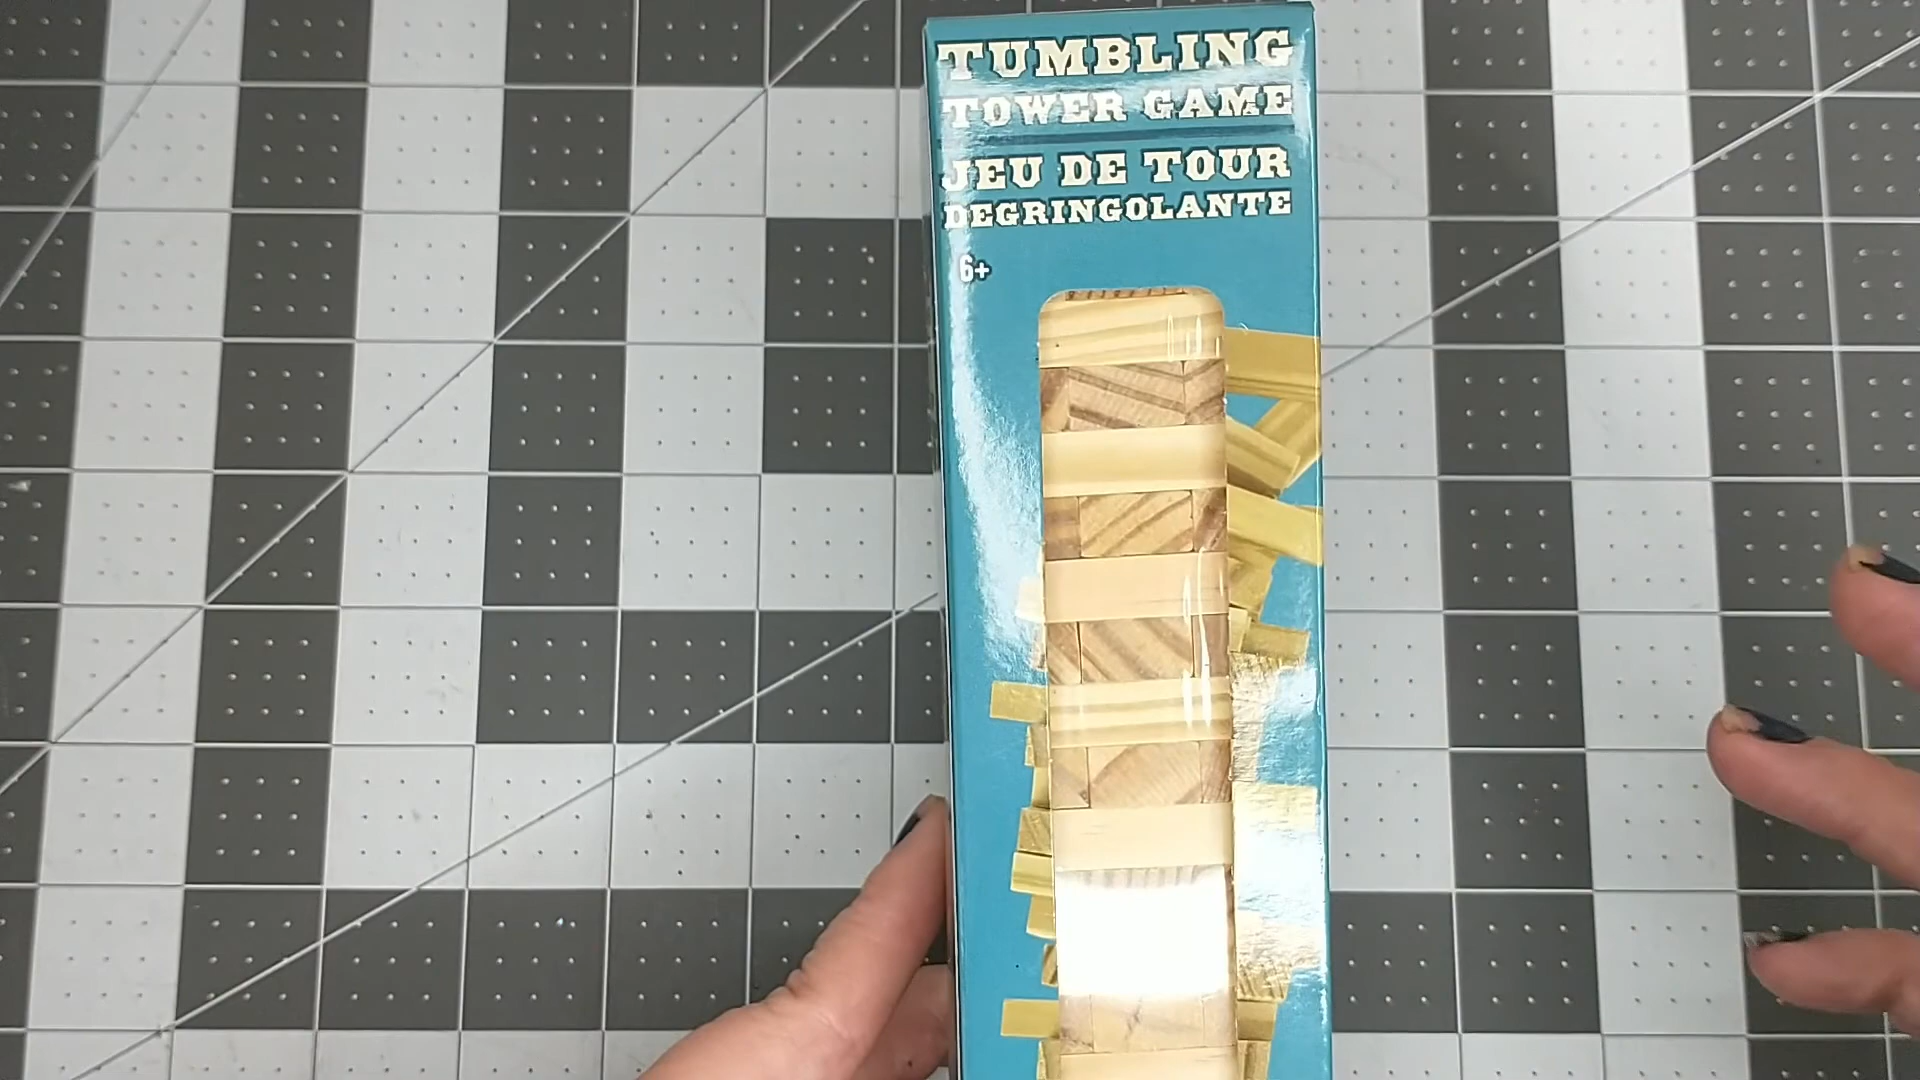 TUMBLING
TOWER GAME
JEU DE TOUR
DEGRINGOLANTE
6+